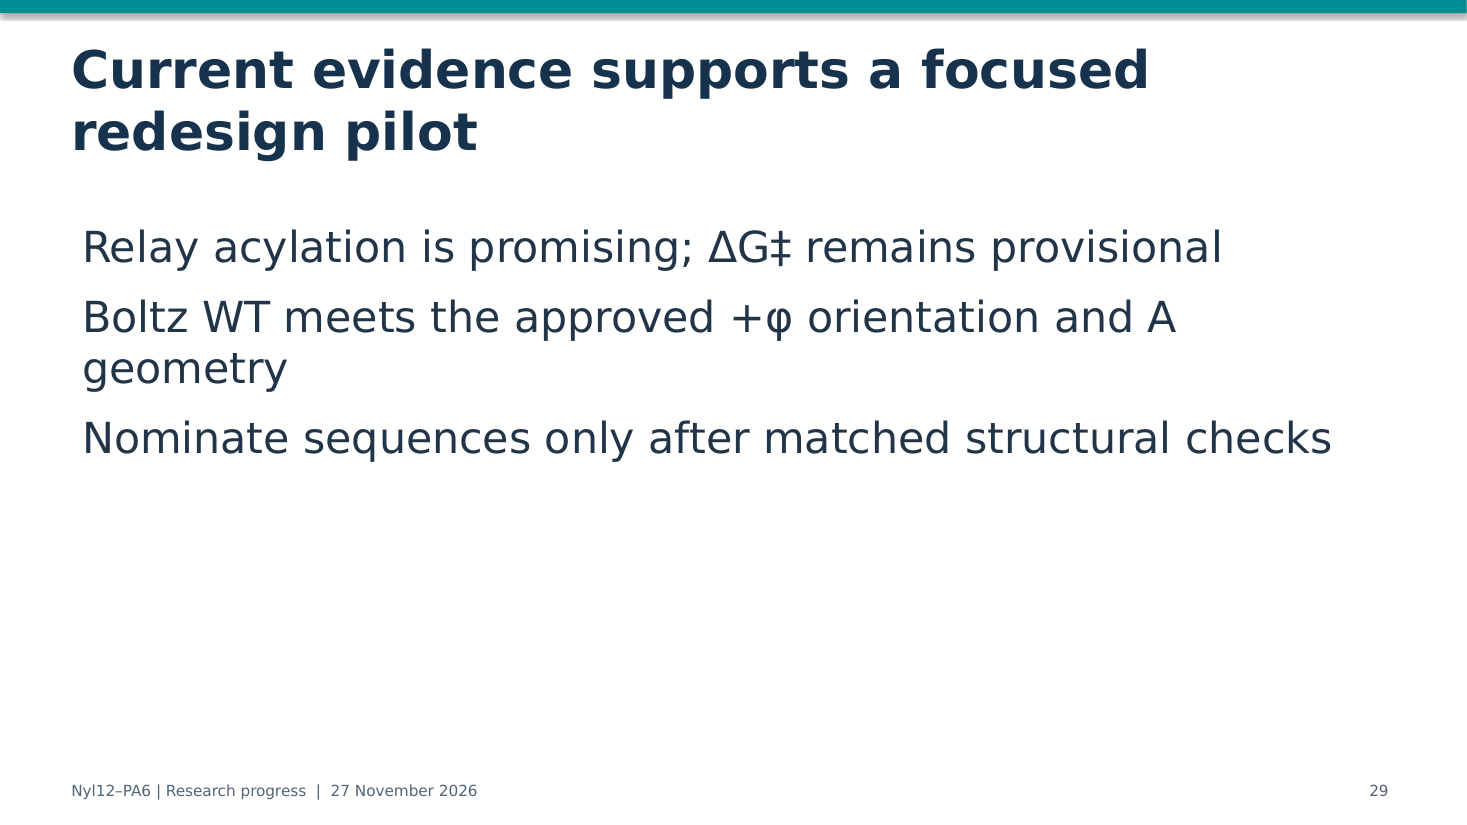 Current evidence supports a focused
redesign pilot
Relay acylation is promising; ΔG‡ remains provisional
Boltz WT meets the approved +φ orientation and A
geometry
Nominate sequences only after matched structural checks
Nyl12–PA6 | Research progress | 27 November 2026
29